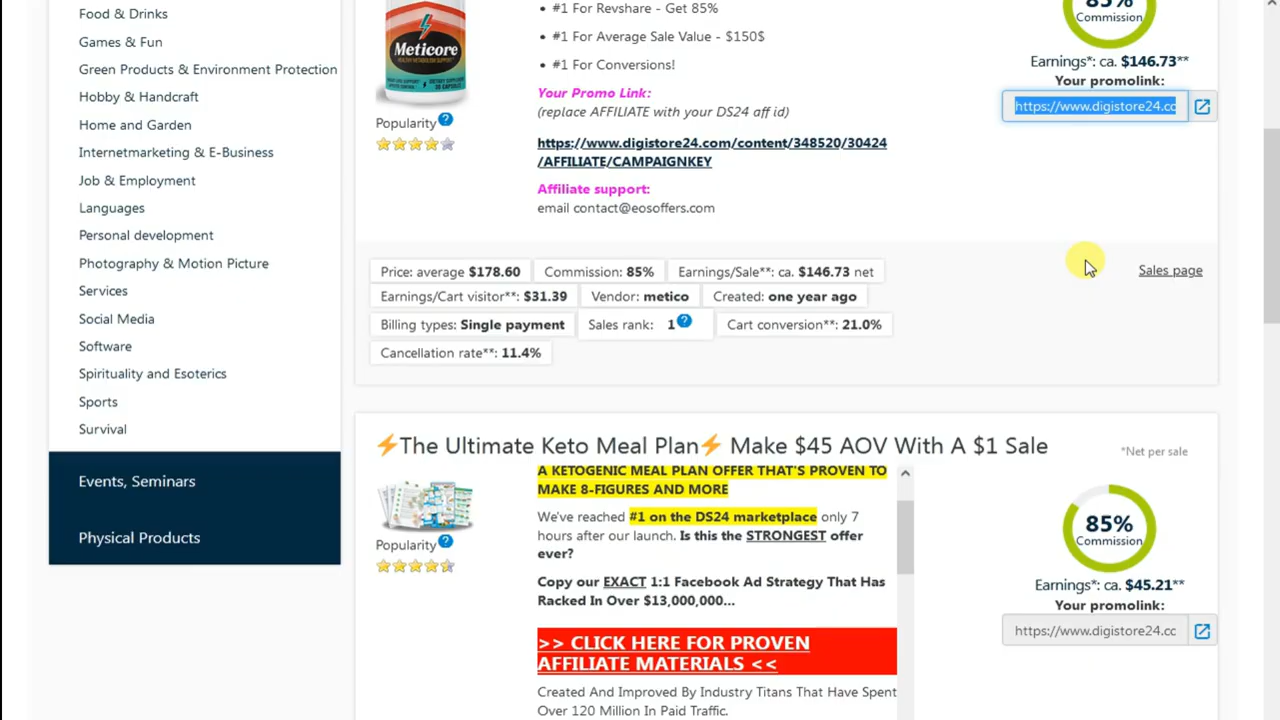 Food & Drinks
Games & Fun
Green Products & Environment Protection
Hobby & Handcraft
Home and Garden
Internetmarketing & E-Business
Job & Employment
Languages
Personal development
Photography & Motion Picture
Services
Social Media
Software
Spirituality and Esoterics
Sports
Survival
Events, Seminars
Physical Products
Meticore
HEALTHY METABOLISM SUPPORT
Popularity ?
• #1 For Revshare - Get 85%
• #1 For Average Sale Value - $150$
• #1 For Conversions!
Your Promo Link:
(replace AFFILIATE with your DS24 aff id)
https://www.digistore24.com/content/348520/30424
/AFFILIATE/CAMPAIGNKEY
Affiliate support:
email contact@eosoffers.com
85%
Commission
Earnings*: ca. $146.73**
Your promolink:
https://www.digistore24.cc
Price: average $178.60
Commission: 85%
Earnings/Sale**: ca. $146.73 net
Sales page
Earnings/Cart visitor**: $31.39
Vendor: metico
Created: one year ago
Billing types: Single payment
Sales rank: 1 ?
Cart conversion**: 21.0%
Cancellation rate**: 11.4%
⚡The Ultimate Keto Meal Plan⚡ Make $45 AOV With A $1 Sale
*Net per sale
Popularity ?
A KETOGENIC MEAL PLAN OFFER THAT'S PROVEN TO
MAKE 8-FIGURES AND MORE
We've reached #1 on the DS24 marketplace only 7
hours after our launch. Is this the STRONGEST offer
ever?
Copy our EXACT 1:1 Facebook Ad Strategy That Has
Racked In Over $13,000,000...
>> CLICK HERE FOR PROVEN
AFFILIATE MATERIALS <<
Created And Improved By Industry Titans That Have Spent
Over 120 Million In Paid Traffic.
85%
Commission
Earnings*: ca. $45.21**
Your promolink:
https://www.digistore24.cc